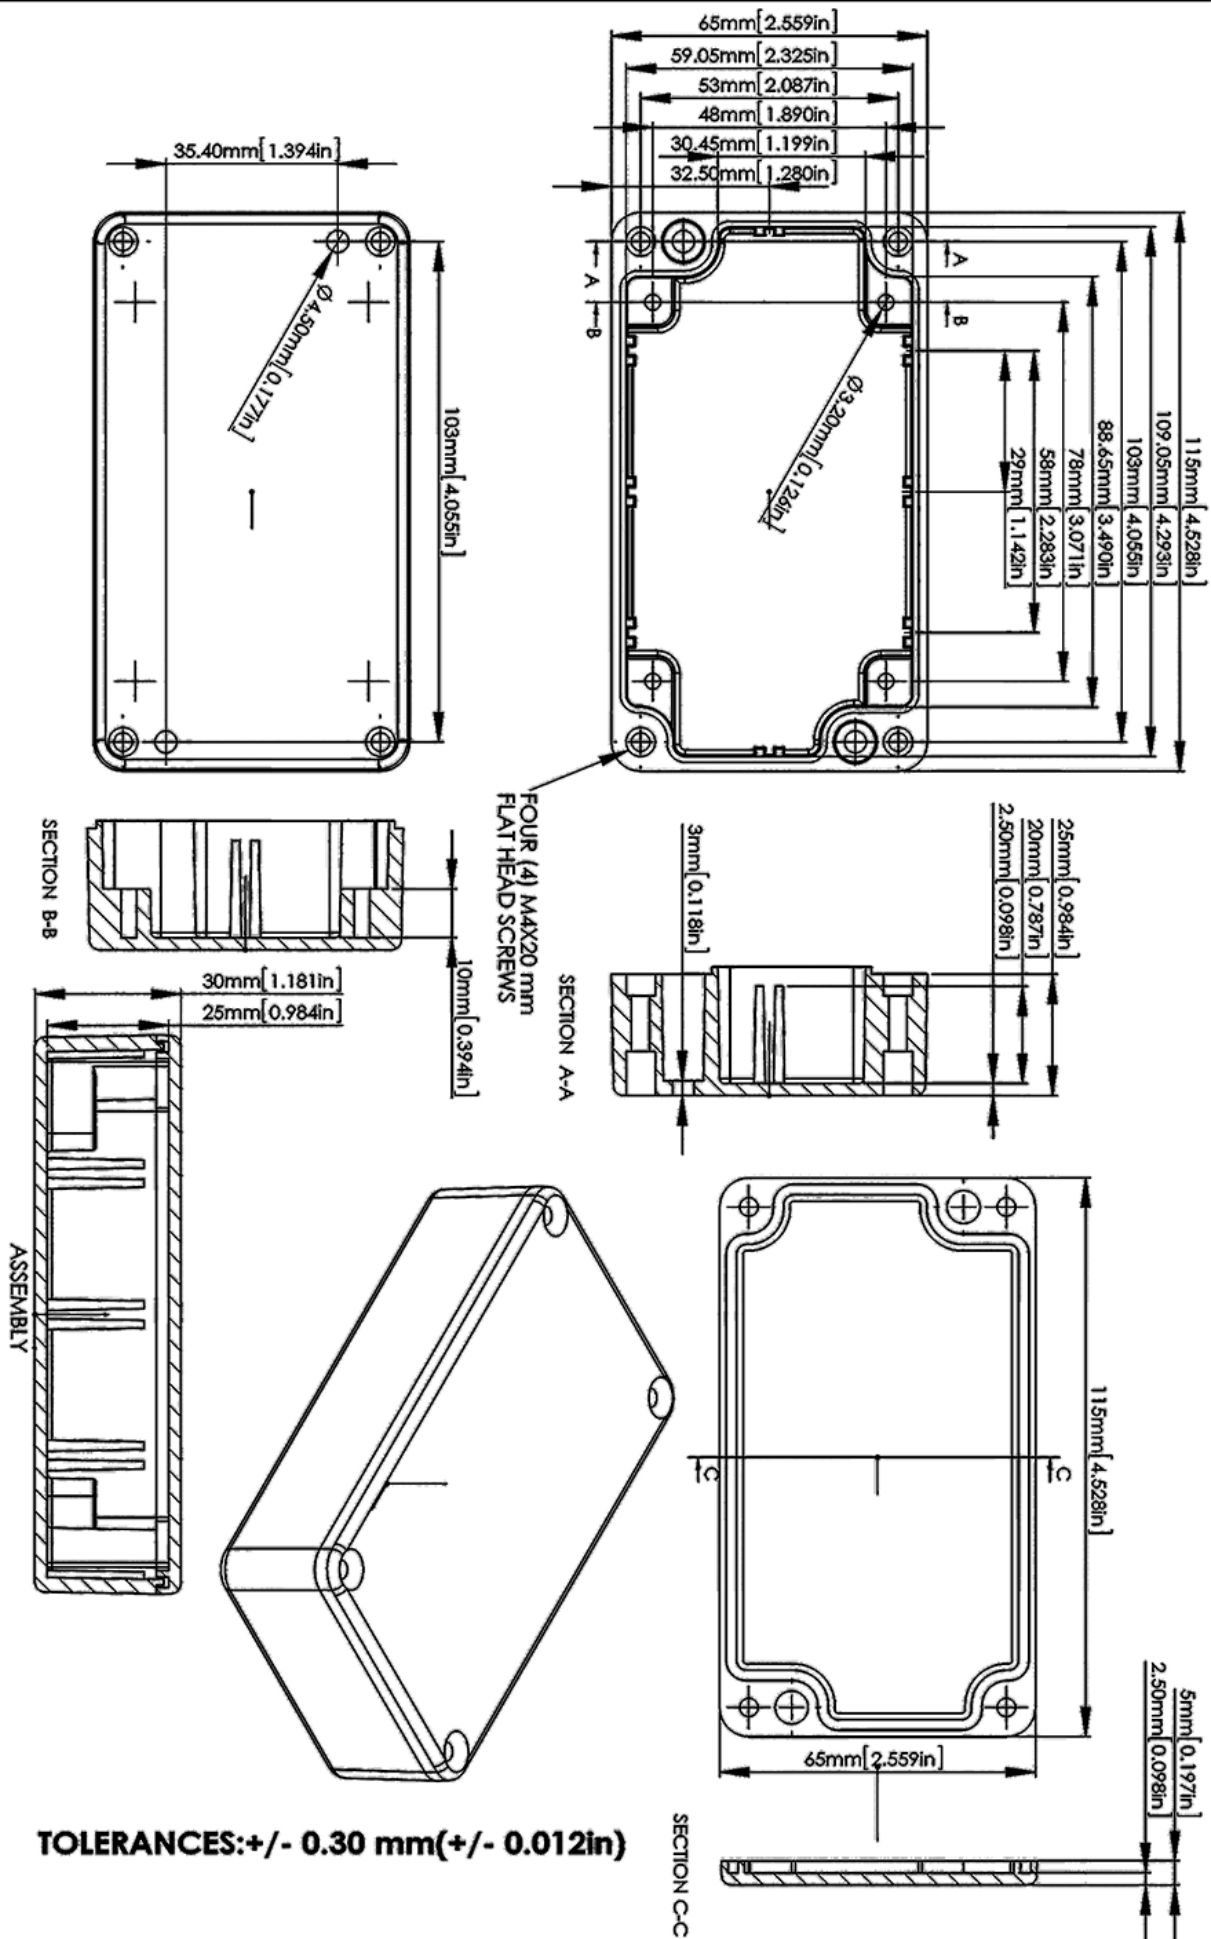 65mm[2.559in]
59.05mm[2.325in]
53mm[2.087in]
48mm[1.890in]
30.45mm[1.199in]
32.50mm[1.280in]
35.40mm[1.394in]
Ø4.50mm[0.177in]
103mm[4.055in]
A
A
B
B
Ø3.20mm[0.126in]
115mm[4.528in]
109.05mm[4.293in]
103mm[4.055in]
88.65mm[3.490in]
78mm[3.071in]
58mm[2.283in]
29mm[1.142in]
FOUR (4) M4X20 mm
FLAT HEAD SCREWS
SECTION B-B
10mm[0.394in]
25mm[0.984in]
20mm[0.787in]
2.50mm[0.098in]
3mm[0.118in]
SECTION A-A
30mm[1.181in]
25mm[0.984in]
ASSEMBLY
115mm[4.528in]
C
C
65mm[2.559in]
5mm[0.197in]
2.50mm[0.098in]
SECTION C-C
TOLERANCES:+/- 0.30 mm(+/- 0.012in)